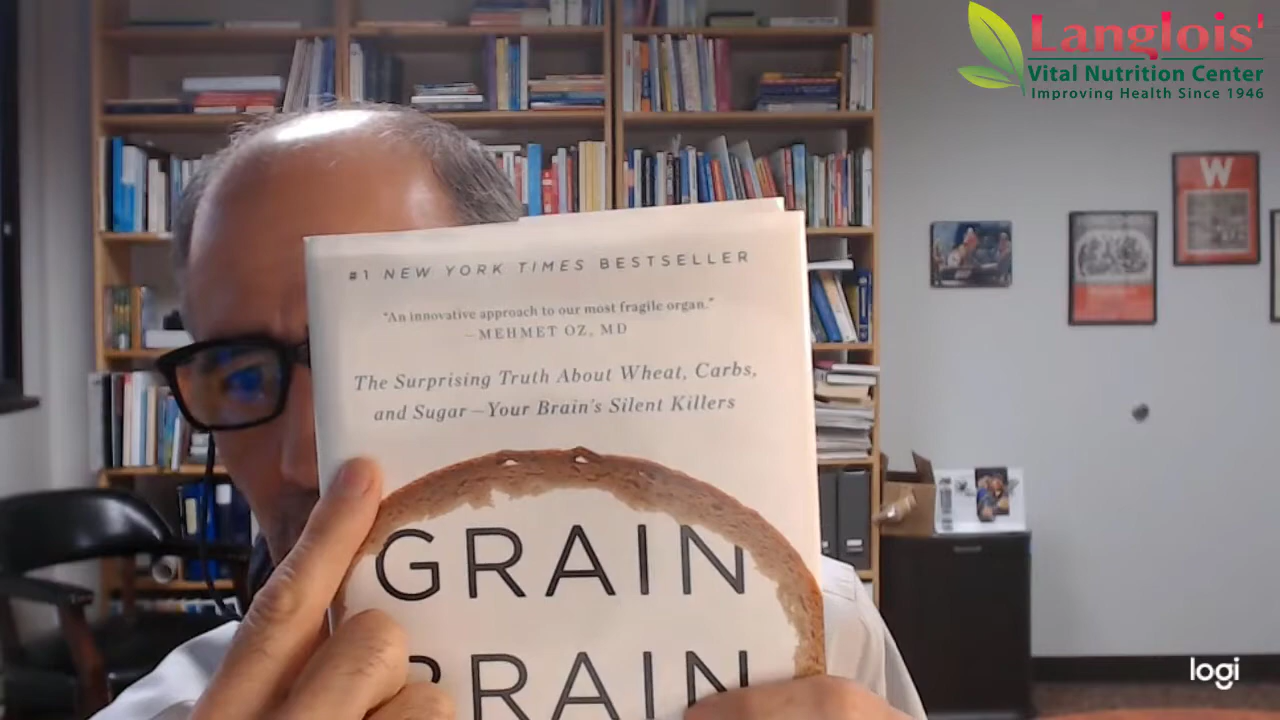 Langlois'
Vital Nutrition Center
Improving Health Since 1946
W
#1 NEW YORK TIMES BESTSELLER
"An innovative approach to our most fragile organ."
—MEHMET OZ, MD
The Surprising Truth About Wheat, Carbs,
and Sugar—Your Brain's Silent Killers
GRAIN
BRAIN
logi